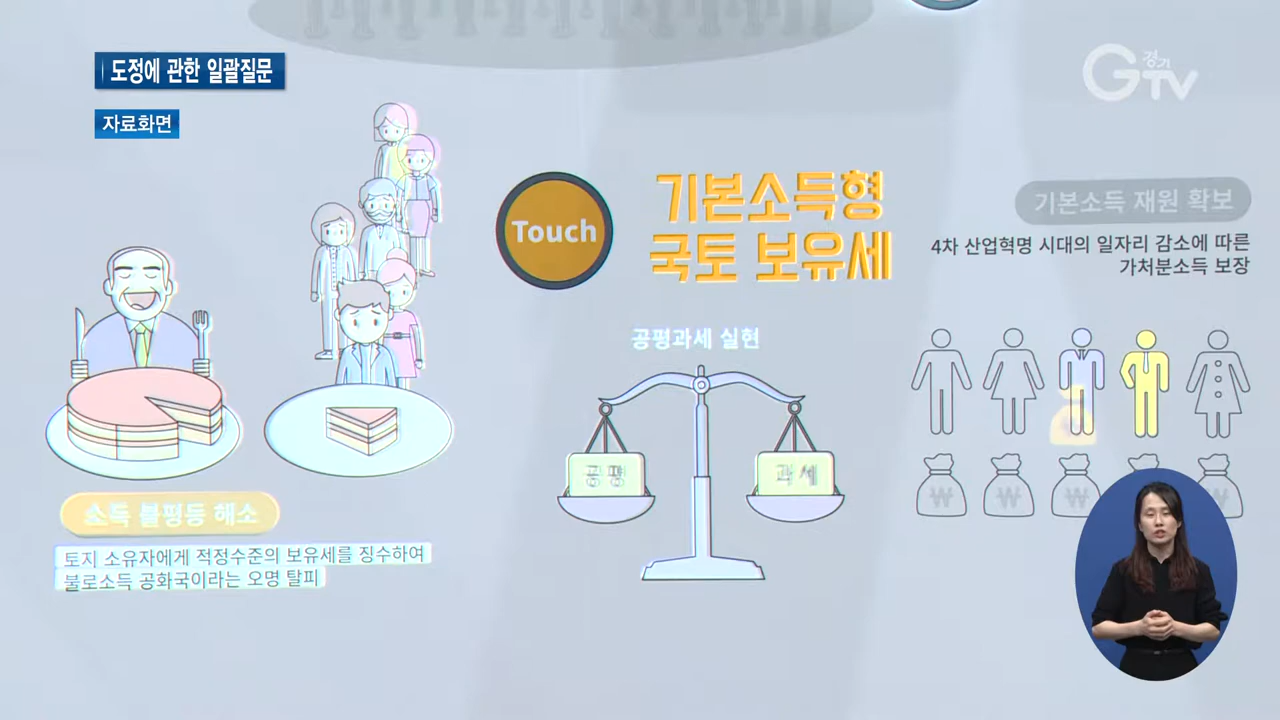 도정에 관한 일괄질문
자료화면
G경기TV
Touch
기본소득형
국토 보유세
기본소득 재원 확보
4차 산업혁명 시대의 일자리 감소에 따른
가처분소득 보장
공평과세 실현
공평
과세
₩ ₩ ₩
소득 불평등 해소
토지 소유자에게 적정수준의 보유세를 징수하여
불로소득 공화국이라는 오명 탈피